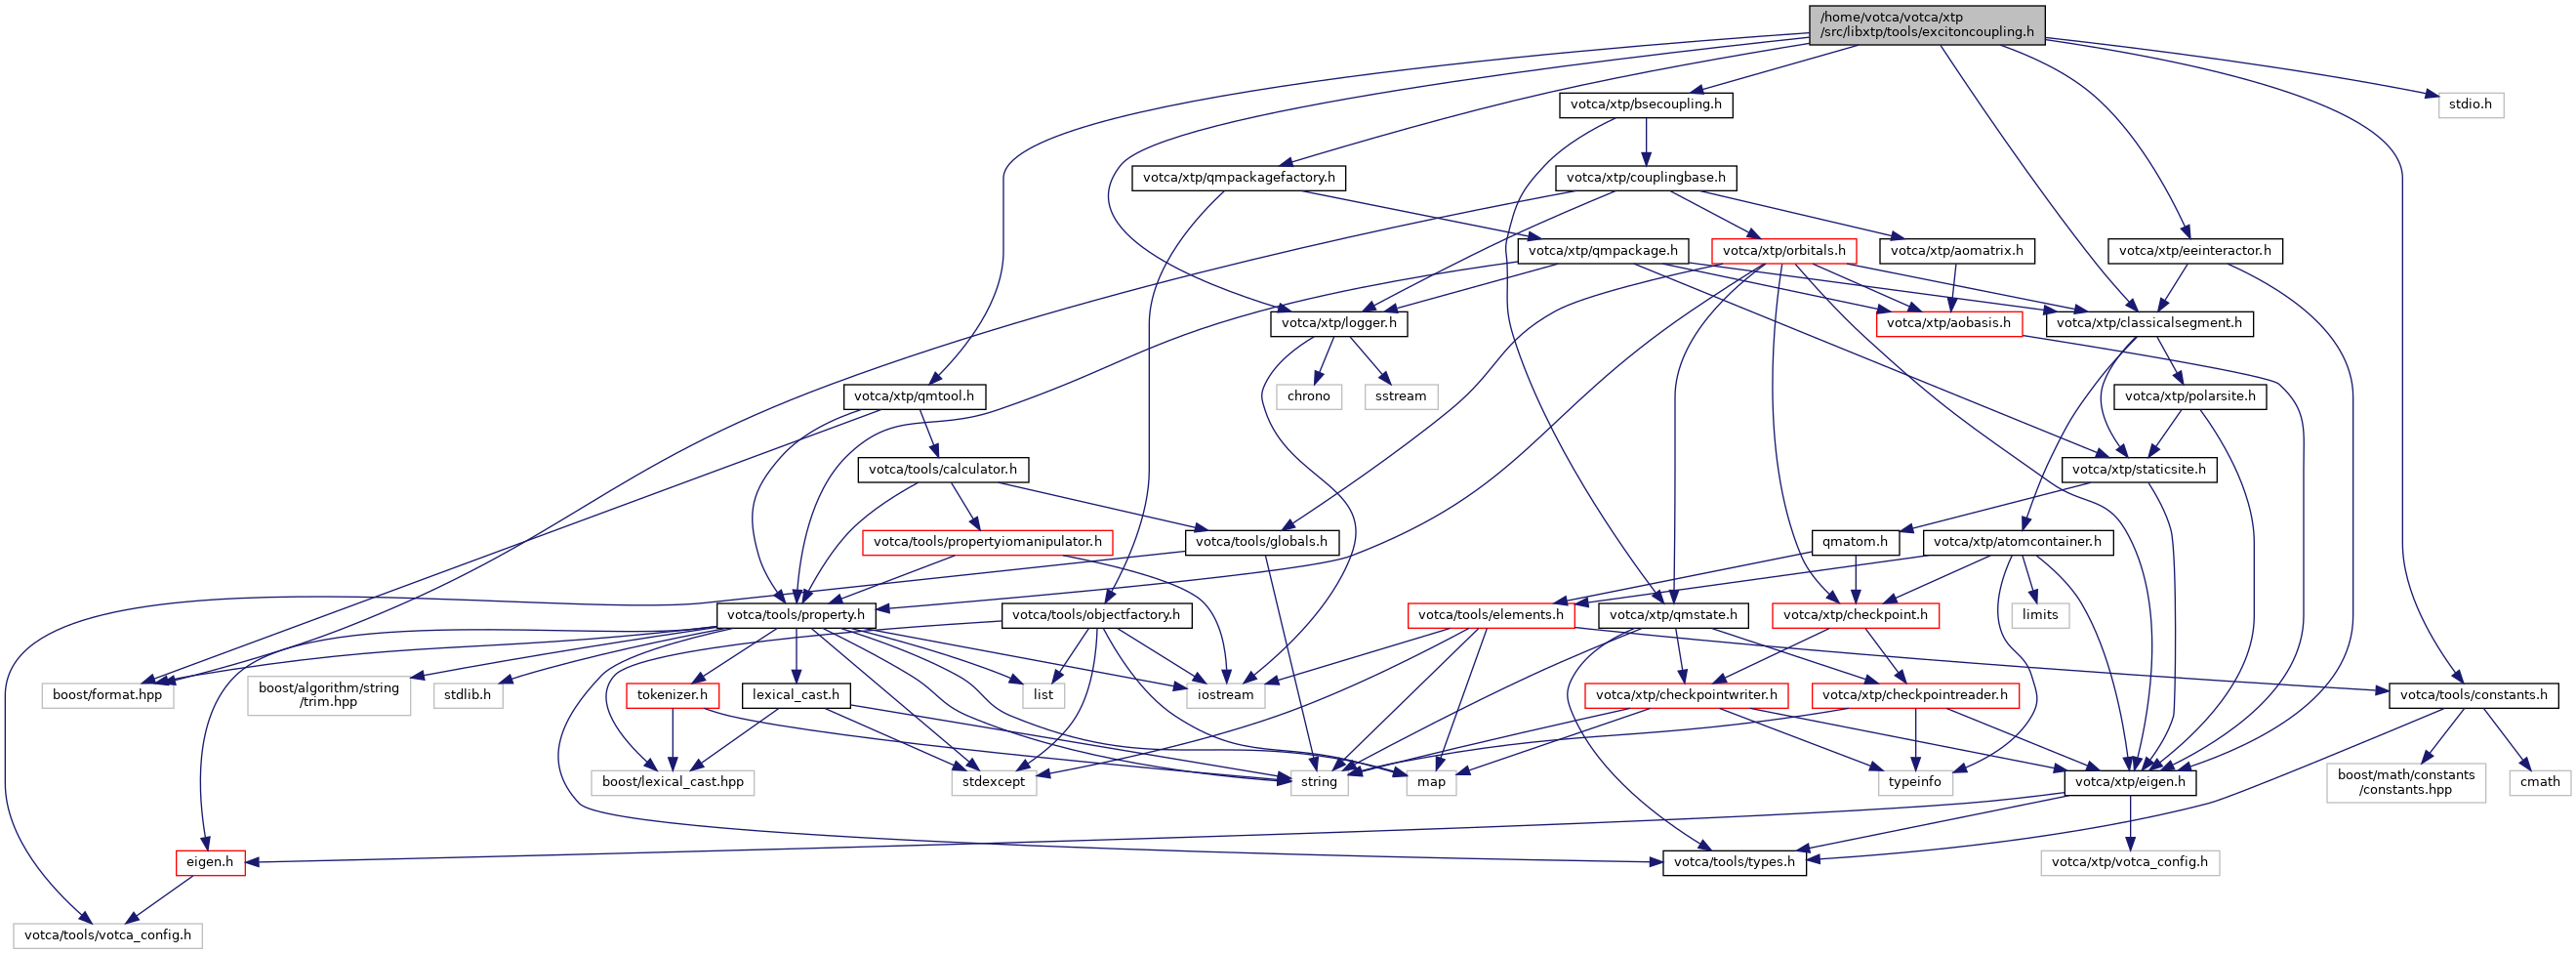 /home/votca/votca/xtp
/src/libxtp/tools/excitoncoupling.h
votca/xtp/bsecoupling.h
stdio.h
votca/xtp/qmpackagefactory.h
votca/xtp/couplingbase.h
votca/xtp/qmpackage.h
votca/xtp/orbitals.h
votca/xtp/aomatrix.h
votca/xtp/eeinteractor.h
votca/xtp/logger.h
votca/xtp/aobasis.h
votca/xtp/classicalsegment.h
votca/xtp/qmtool.h
chrono
sstream
votca/xtp/polarsite.h
votca/tools/calculator.h
votca/xtp/staticsite.h
votca/tools/propertyiomanipulator.h
votca/tools/globals.h
qmatom.h
votca/xtp/atomcontainer.h
votca/tools/property.h
votca/tools/objectfactory.h
votca/tools/elements.h
votca/xtp/qmstate.h
votca/xtp/checkpoint.h
limits
boost/format.hpp
boost/algorithm/string
/trim.hpp
stdlib.h
tokenizer.h
lexical_cast.h
list
iostream
votca/xtp/checkpointwriter.h
votca/xtp/checkpointreader.h
votca/tools/constants.h
boost/lexical_cast.hpp
stdexcept
string
map
typeinfo
votca/xtp/eigen.h
boost/math/constants
/constants.hpp
cmath
eigen.h
votca/tools/types.h
votca/xtp/votca_config.h
votca/tools/votca_config.h